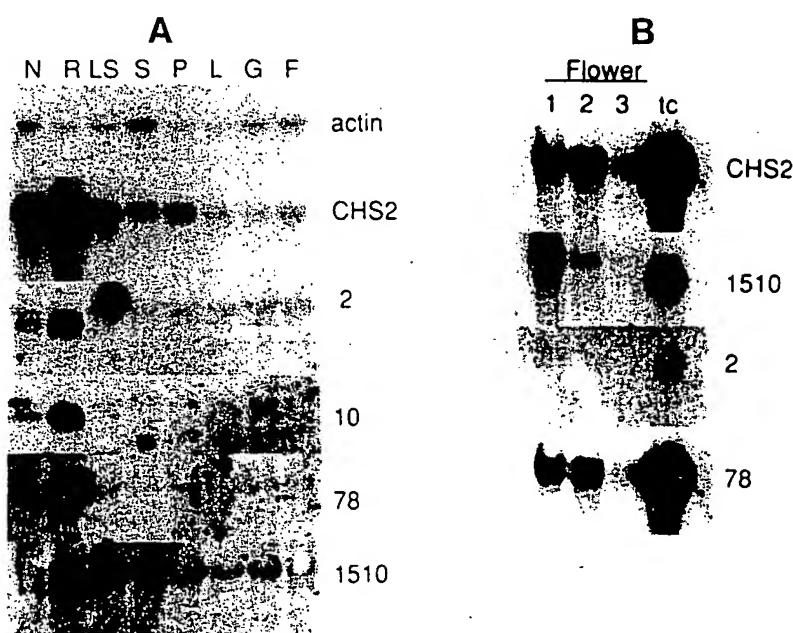 A
N R LS S P L G F
actin
CHS2
2
10
78
1510
B
Flower
1 2 3 tc
CHS2
1510
2
78